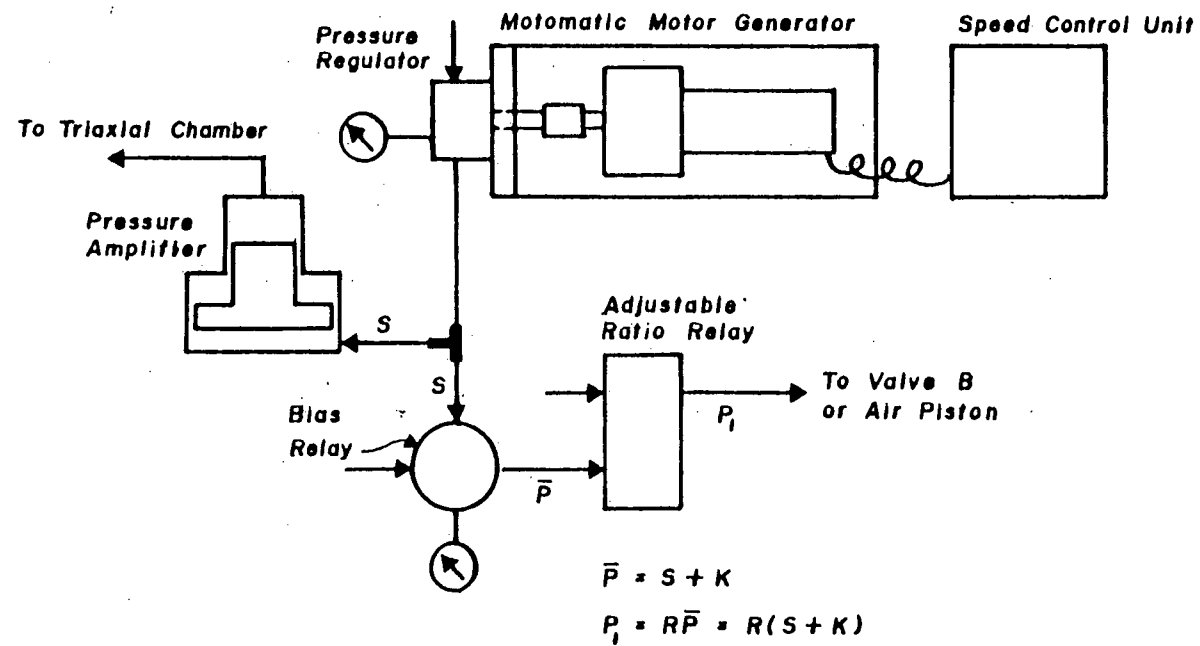 Motomatic Motor Generator
Speed Control Unit
Pressure
Regulator
To Triaxial Chamber
Pressure
Amplifier
S
S
Adjustable
Ratio Relay
To Valve B
or Air Piston
P₁
Bias
Relay
P̅
P̅ = S + K
P₁ = RP̅ = R(S + K)